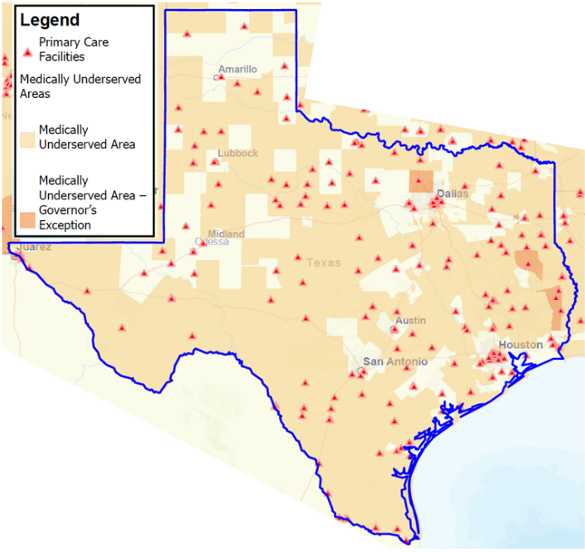 Legend
Primary Care
Facilities
Medically Underserved
Areas
Medically
Underserved Area
Medically
Underserved Area –
Governor's
Exception
Amarillo
Lubbock
Dallas
Midland
Odessa
Juárez
Texas
Austin
Houston
San Antonio